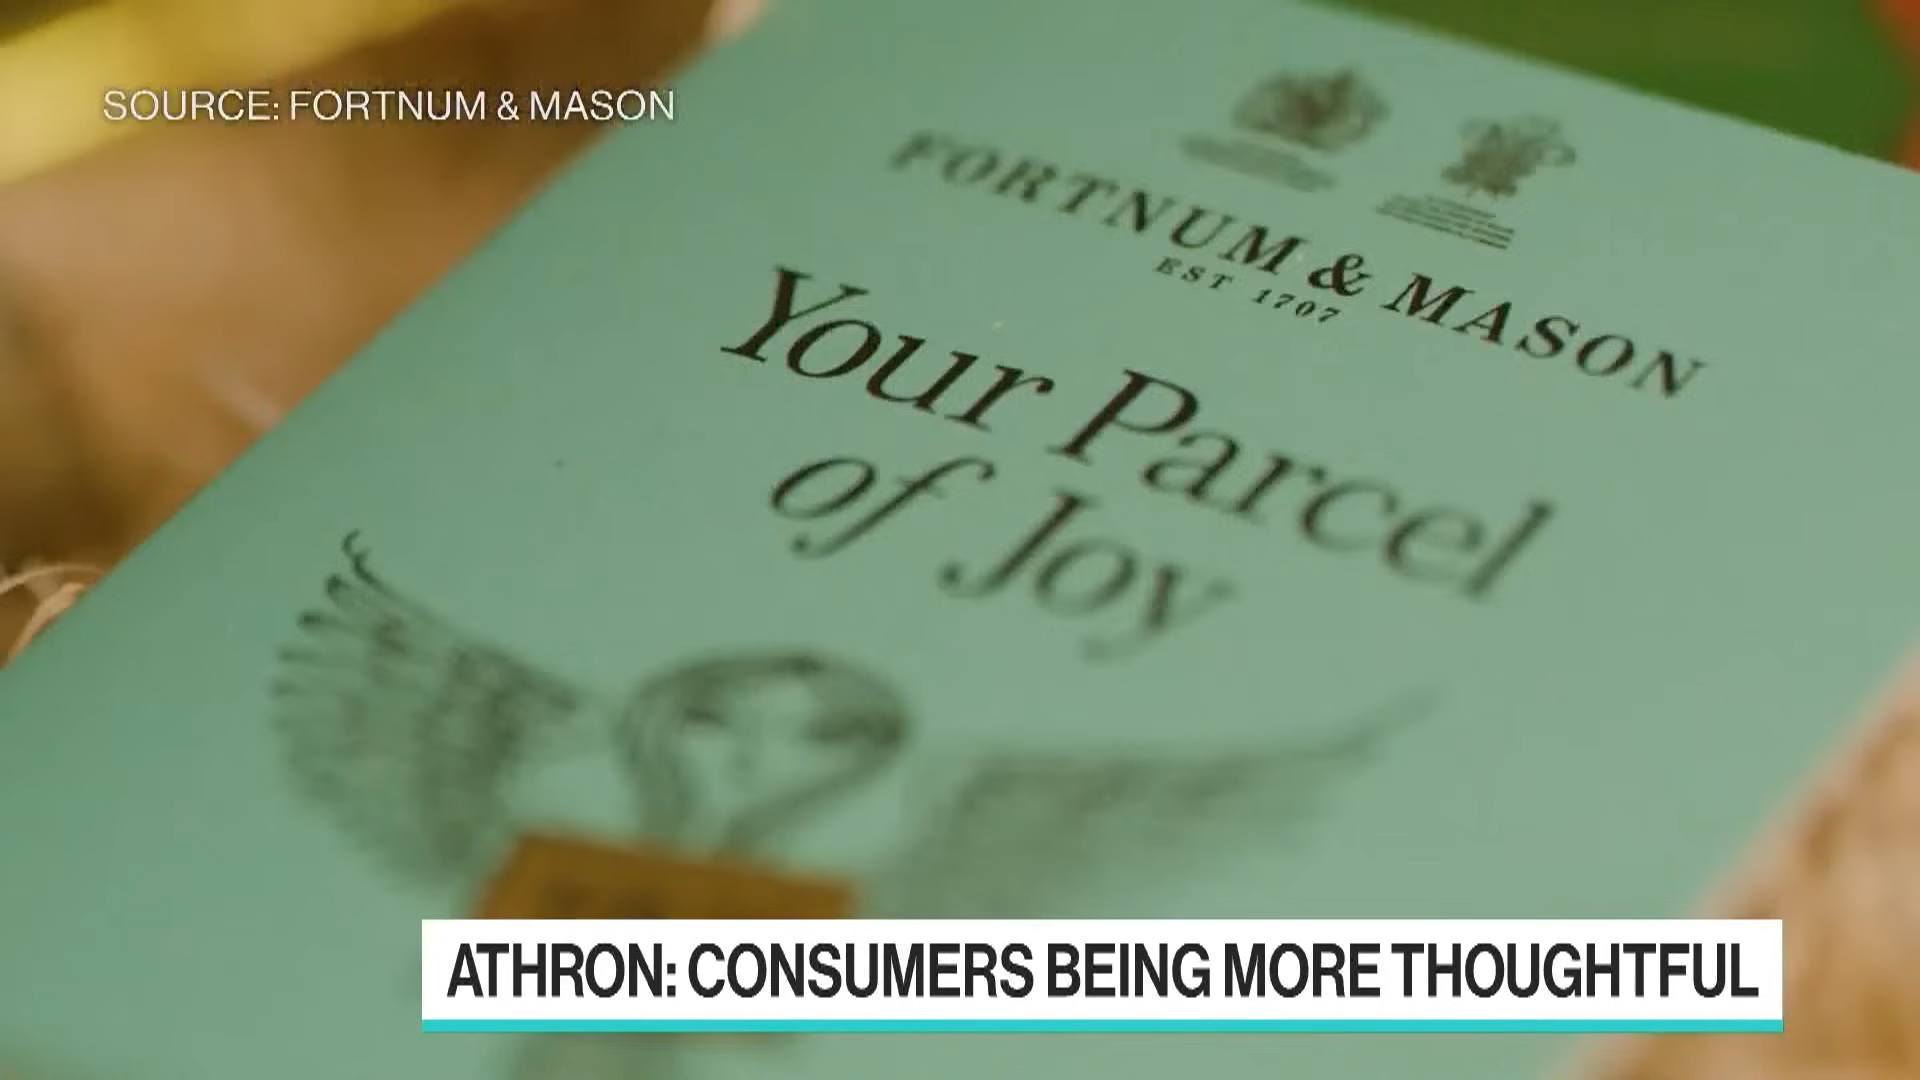 SOURCE: FORTNUM & MASON
FORTNUM & MASON
EST 1707
Your Parcel
of Joy
ATHRON: CONSUMERS BEING MORE THOUGHTFUL